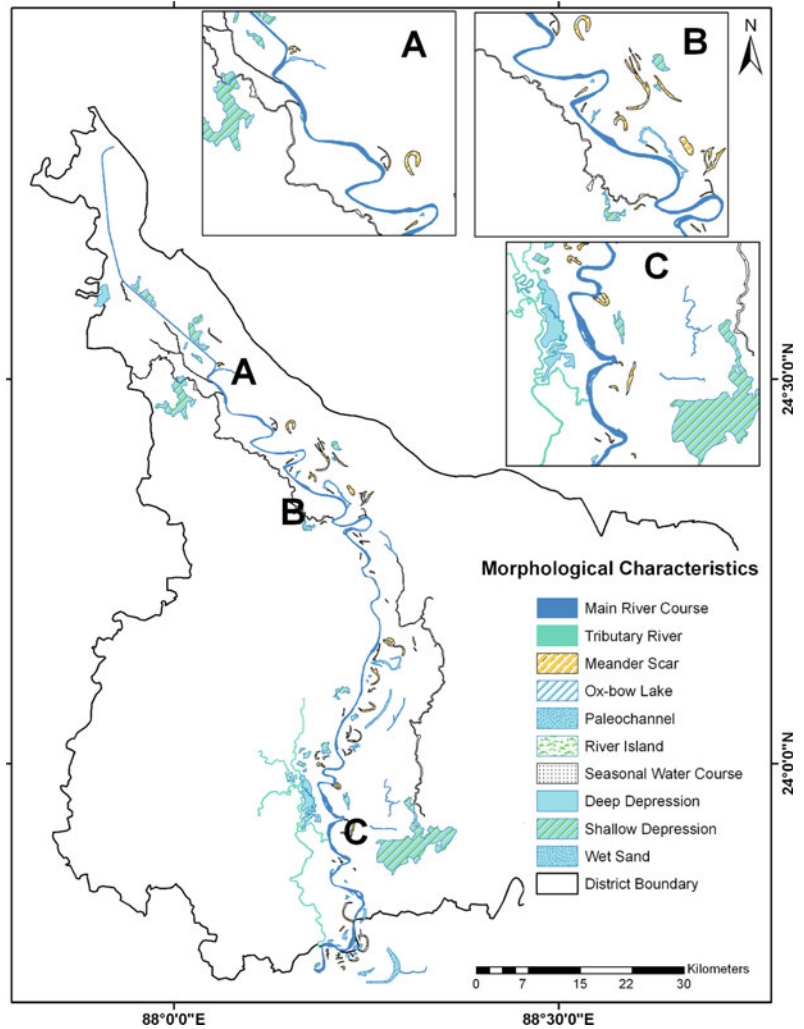 A
B
N
C
A
24°30'0"N
B
Morphological Characteristics
Main River Course
Tributary River
Meander Scar
Ox-bow Lake
Paleochannel
River Island
Seasonal Water Course
Deep Depression
Shallow Depression
Wet Sand
District Boundary
24°0'0"N
C
Kilometers
0 7 15 22 30
88°0'0"E
88°30'0"E